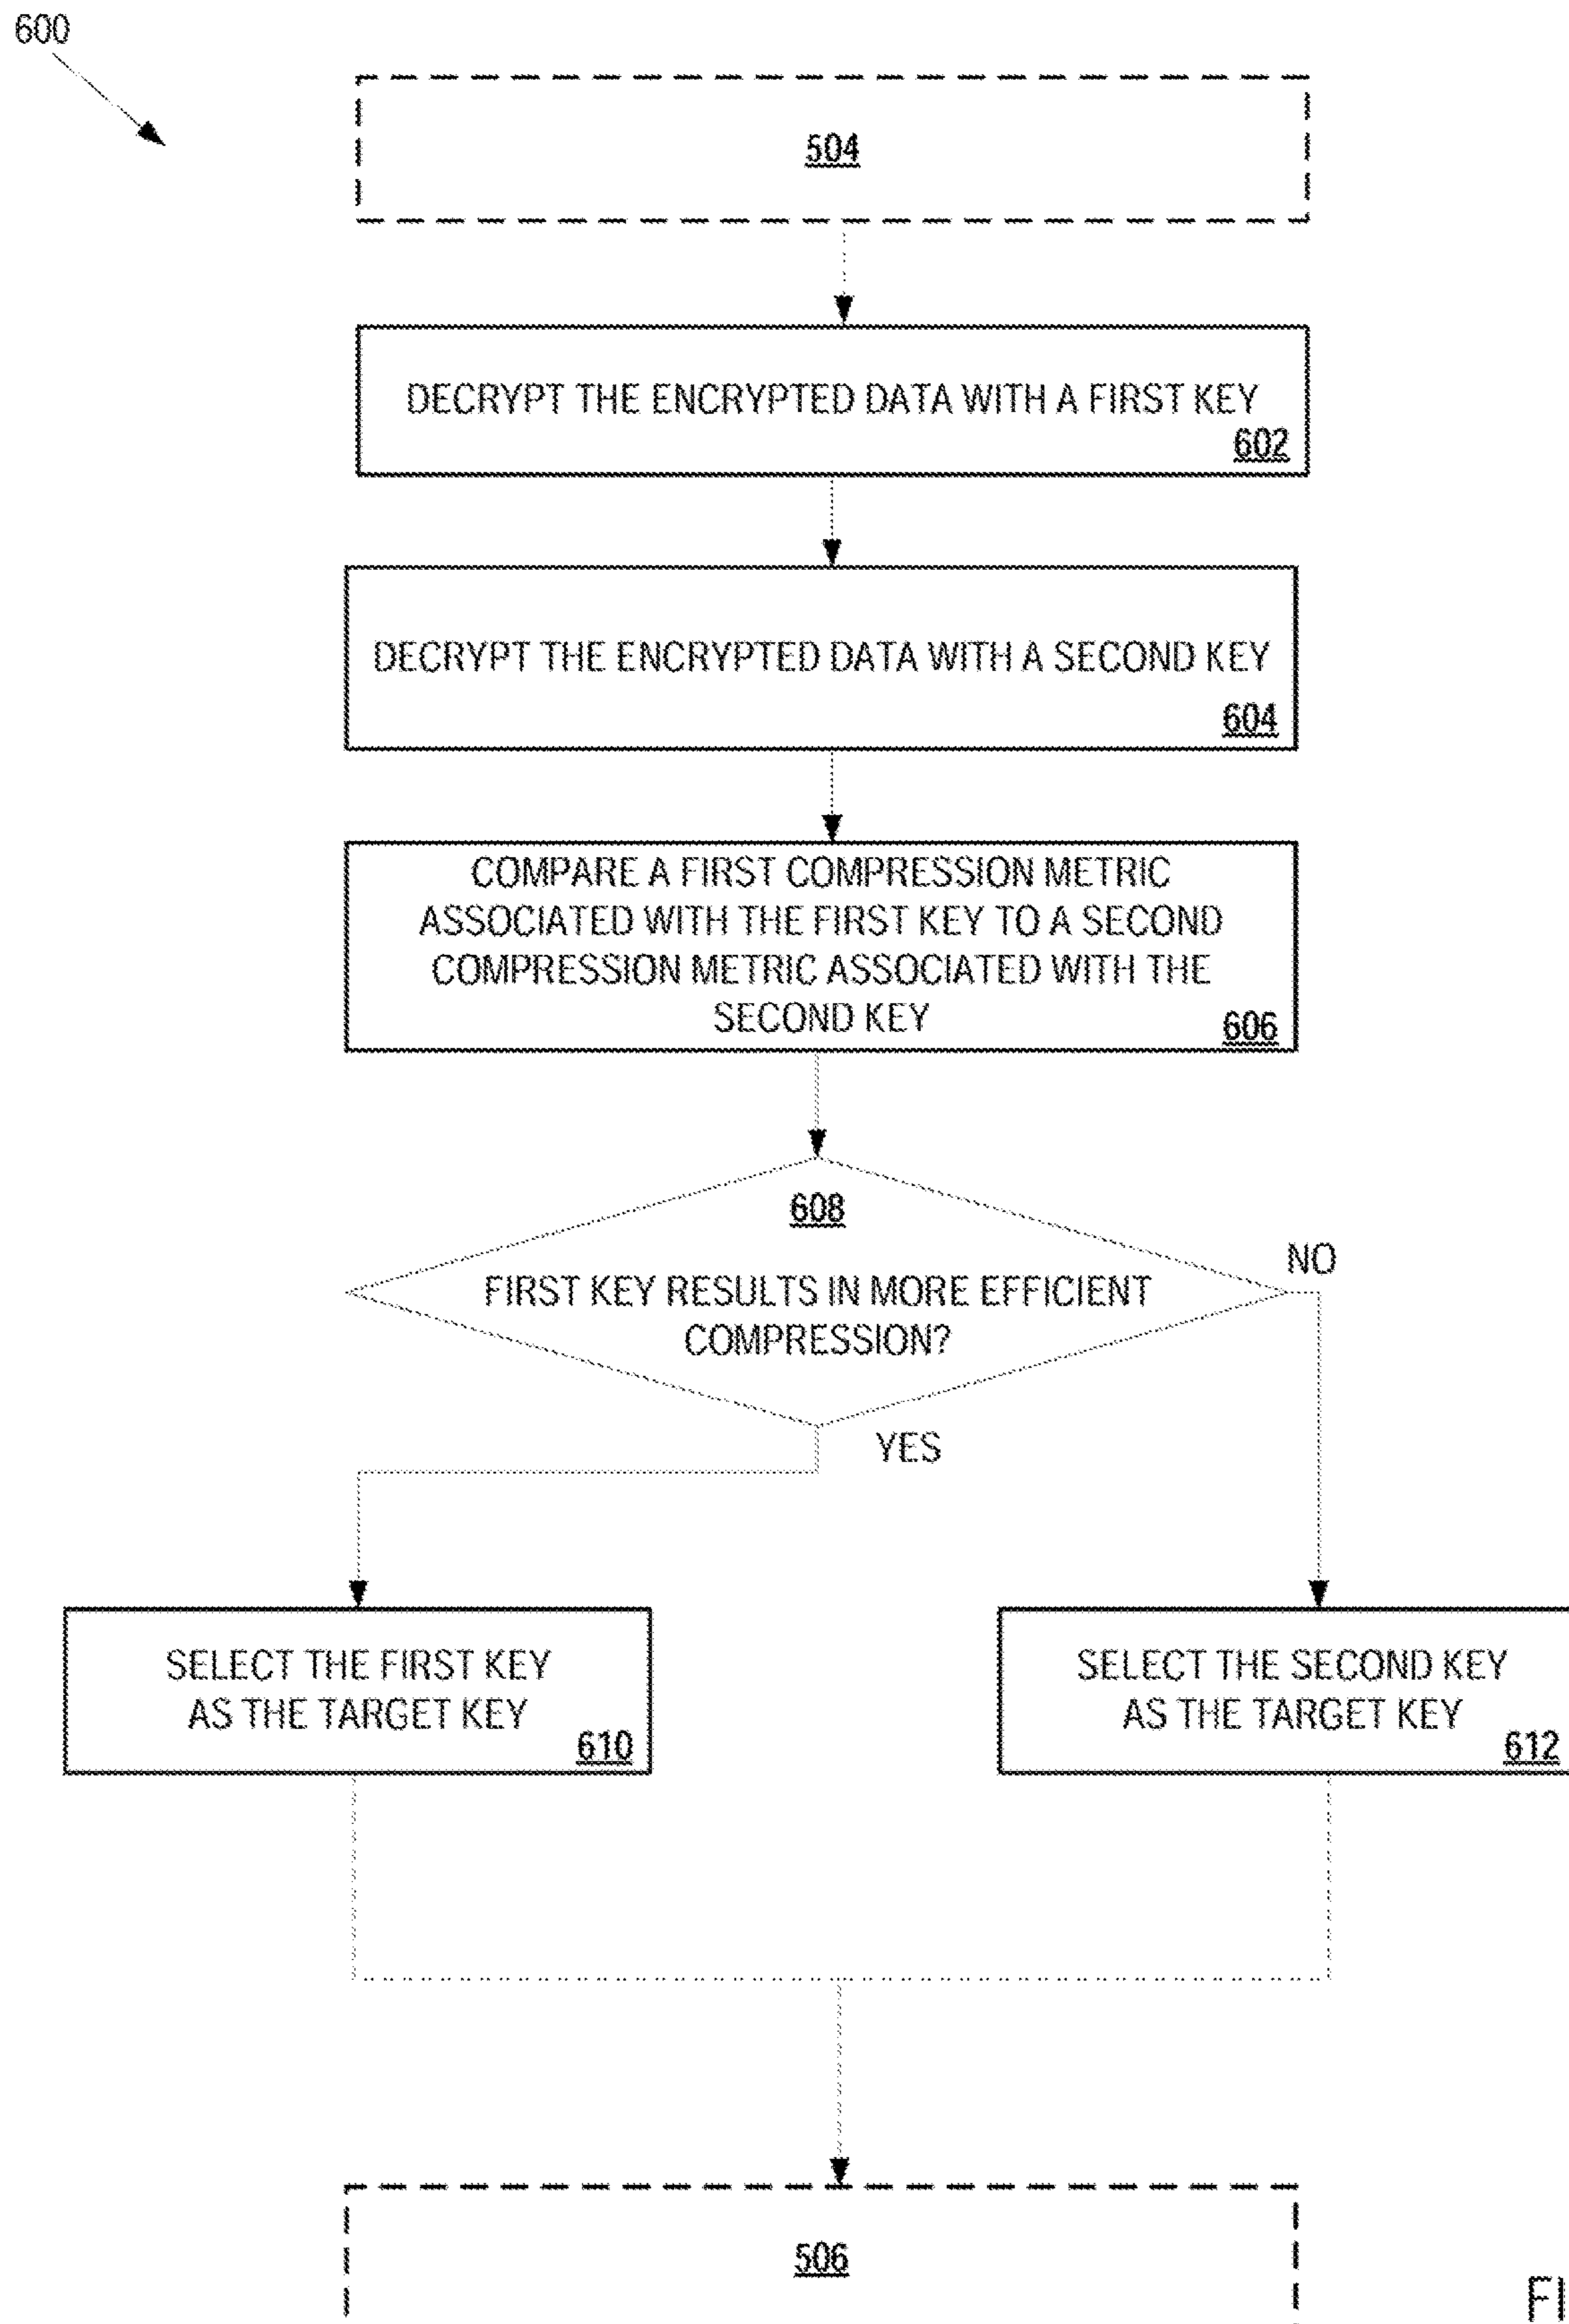 600
504
DECRYPT THE ENCRYPTED DATA WITH A FIRST KEY
602
DECRYPT THE ENCRYPTED DATA WITH A SECOND KEY
604
COMPARE A FIRST COMPRESSION METRIC
ASSOCIATED WITH THE FIRST KEY TO A SECOND
COMPRESSION METRIC ASSOCIATED WITH THE
SECOND KEY
606
608
FIRST KEY RESULTS IN MORE EFFICIENT
COMPRESSION?
NO
YES
SELECT THE FIRST KEY
AS THE TARGET KEY
610
SELECT THE SECOND KEY
AS THE TARGET KEY
612
506